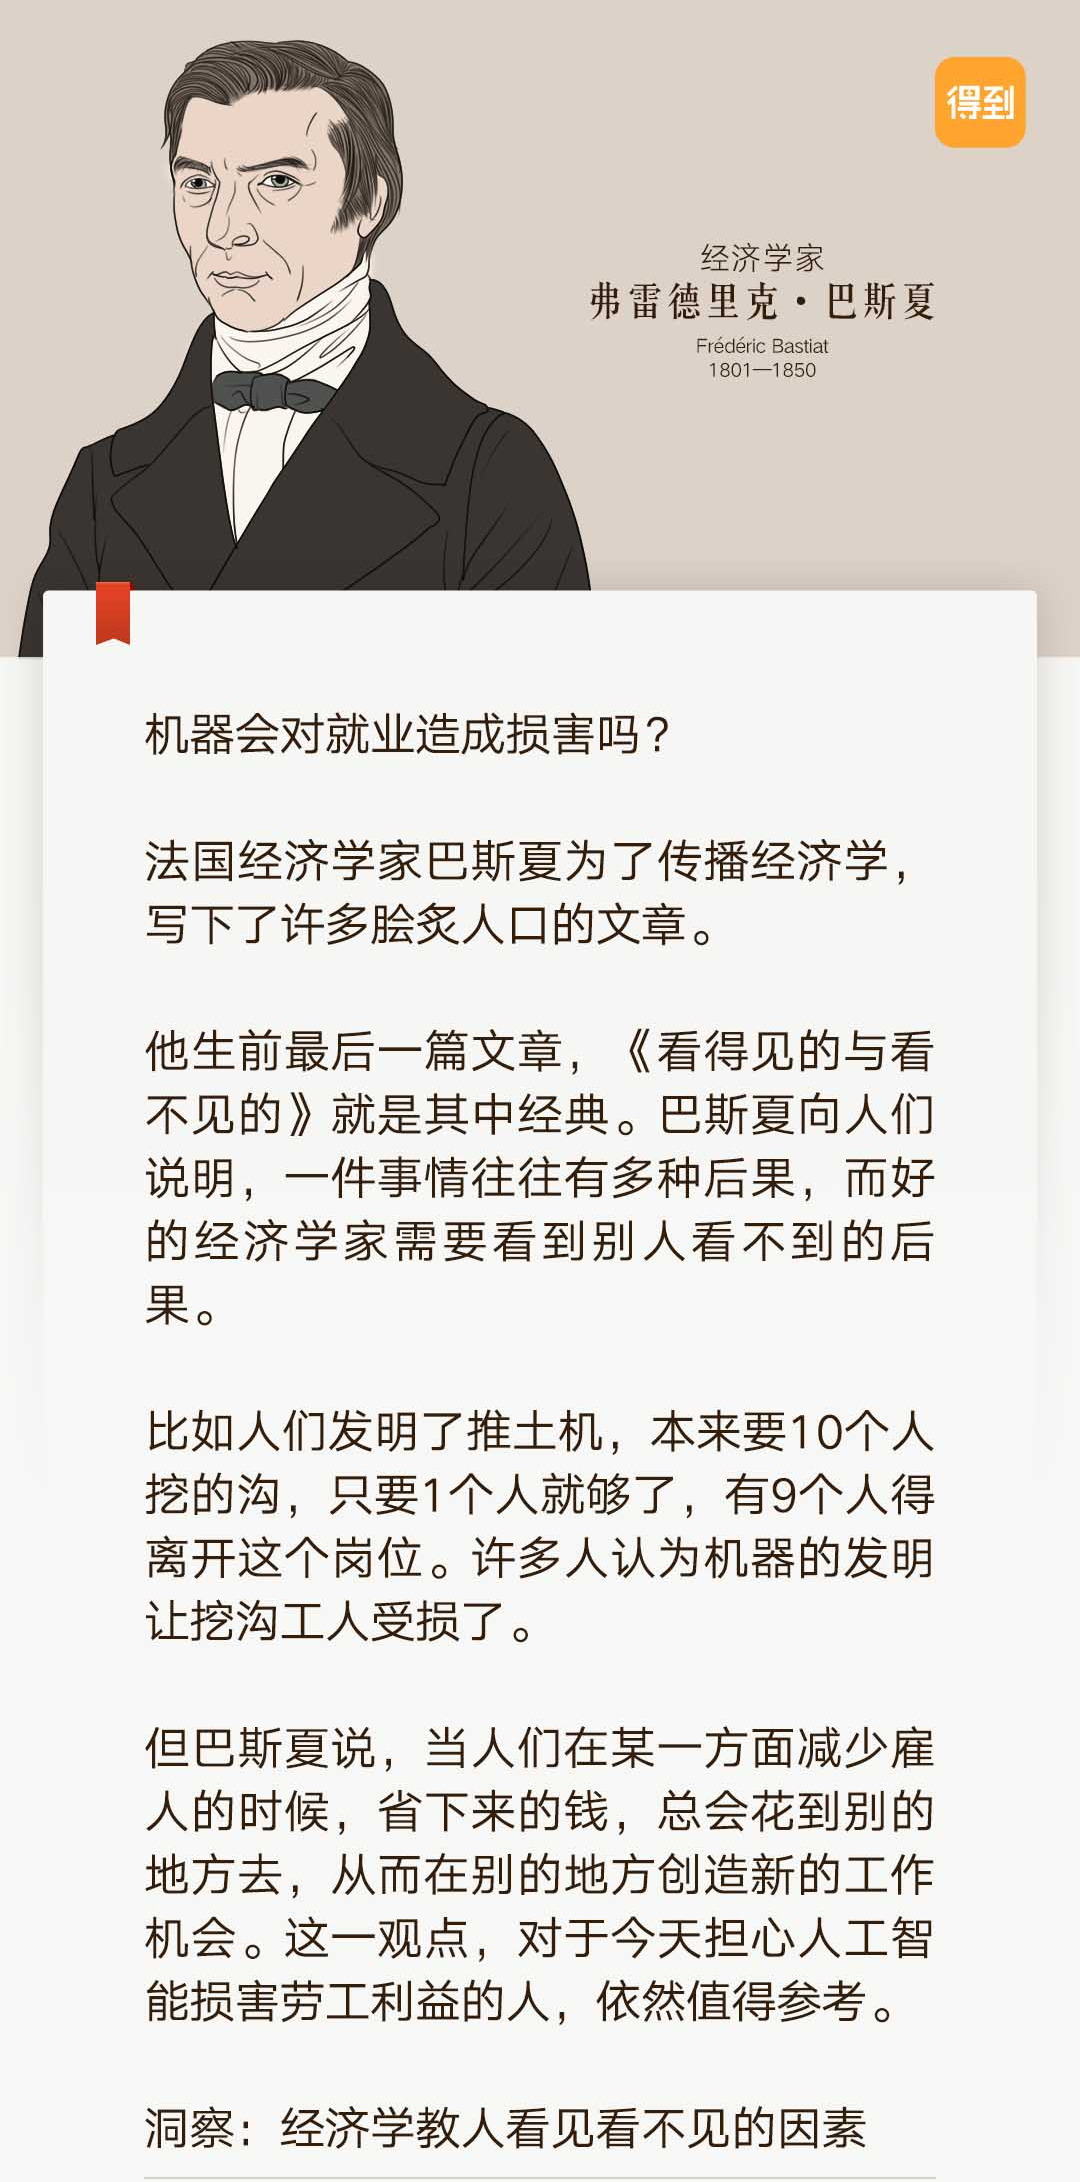 得到
经济学家
弗雷德里克·巴斯夏
Frédéric Bastiat
1801—1850
机器会对就业造成损害吗？
法国经济学家巴斯夏为了传播经济学，
写下了许多脍炙人口的文章。
他生前最后一篇文章，《看得见的与看
不见的》就是其中经典。巴斯夏向人们
说明，一件事情往往有多种后果，而好
的经济学家需要看到别人看不到的后
果。
比如人们发明了推土机，本来要10个人
挖的沟，只要1个人就够了，有9个人得
离开这个岗位。许多人认为机器的发明
让挖沟工人受损了。
但巴斯夏说，当人们在某一方面减少雇
人的时候，省下来的钱，总会花到别的
地方去，从而在别的地方创造新的工作
机会。这一观点，对于今天担心人工智
能损害劳工利益的人，依然值得参考。
洞察：经济学教人看见看不见的因素